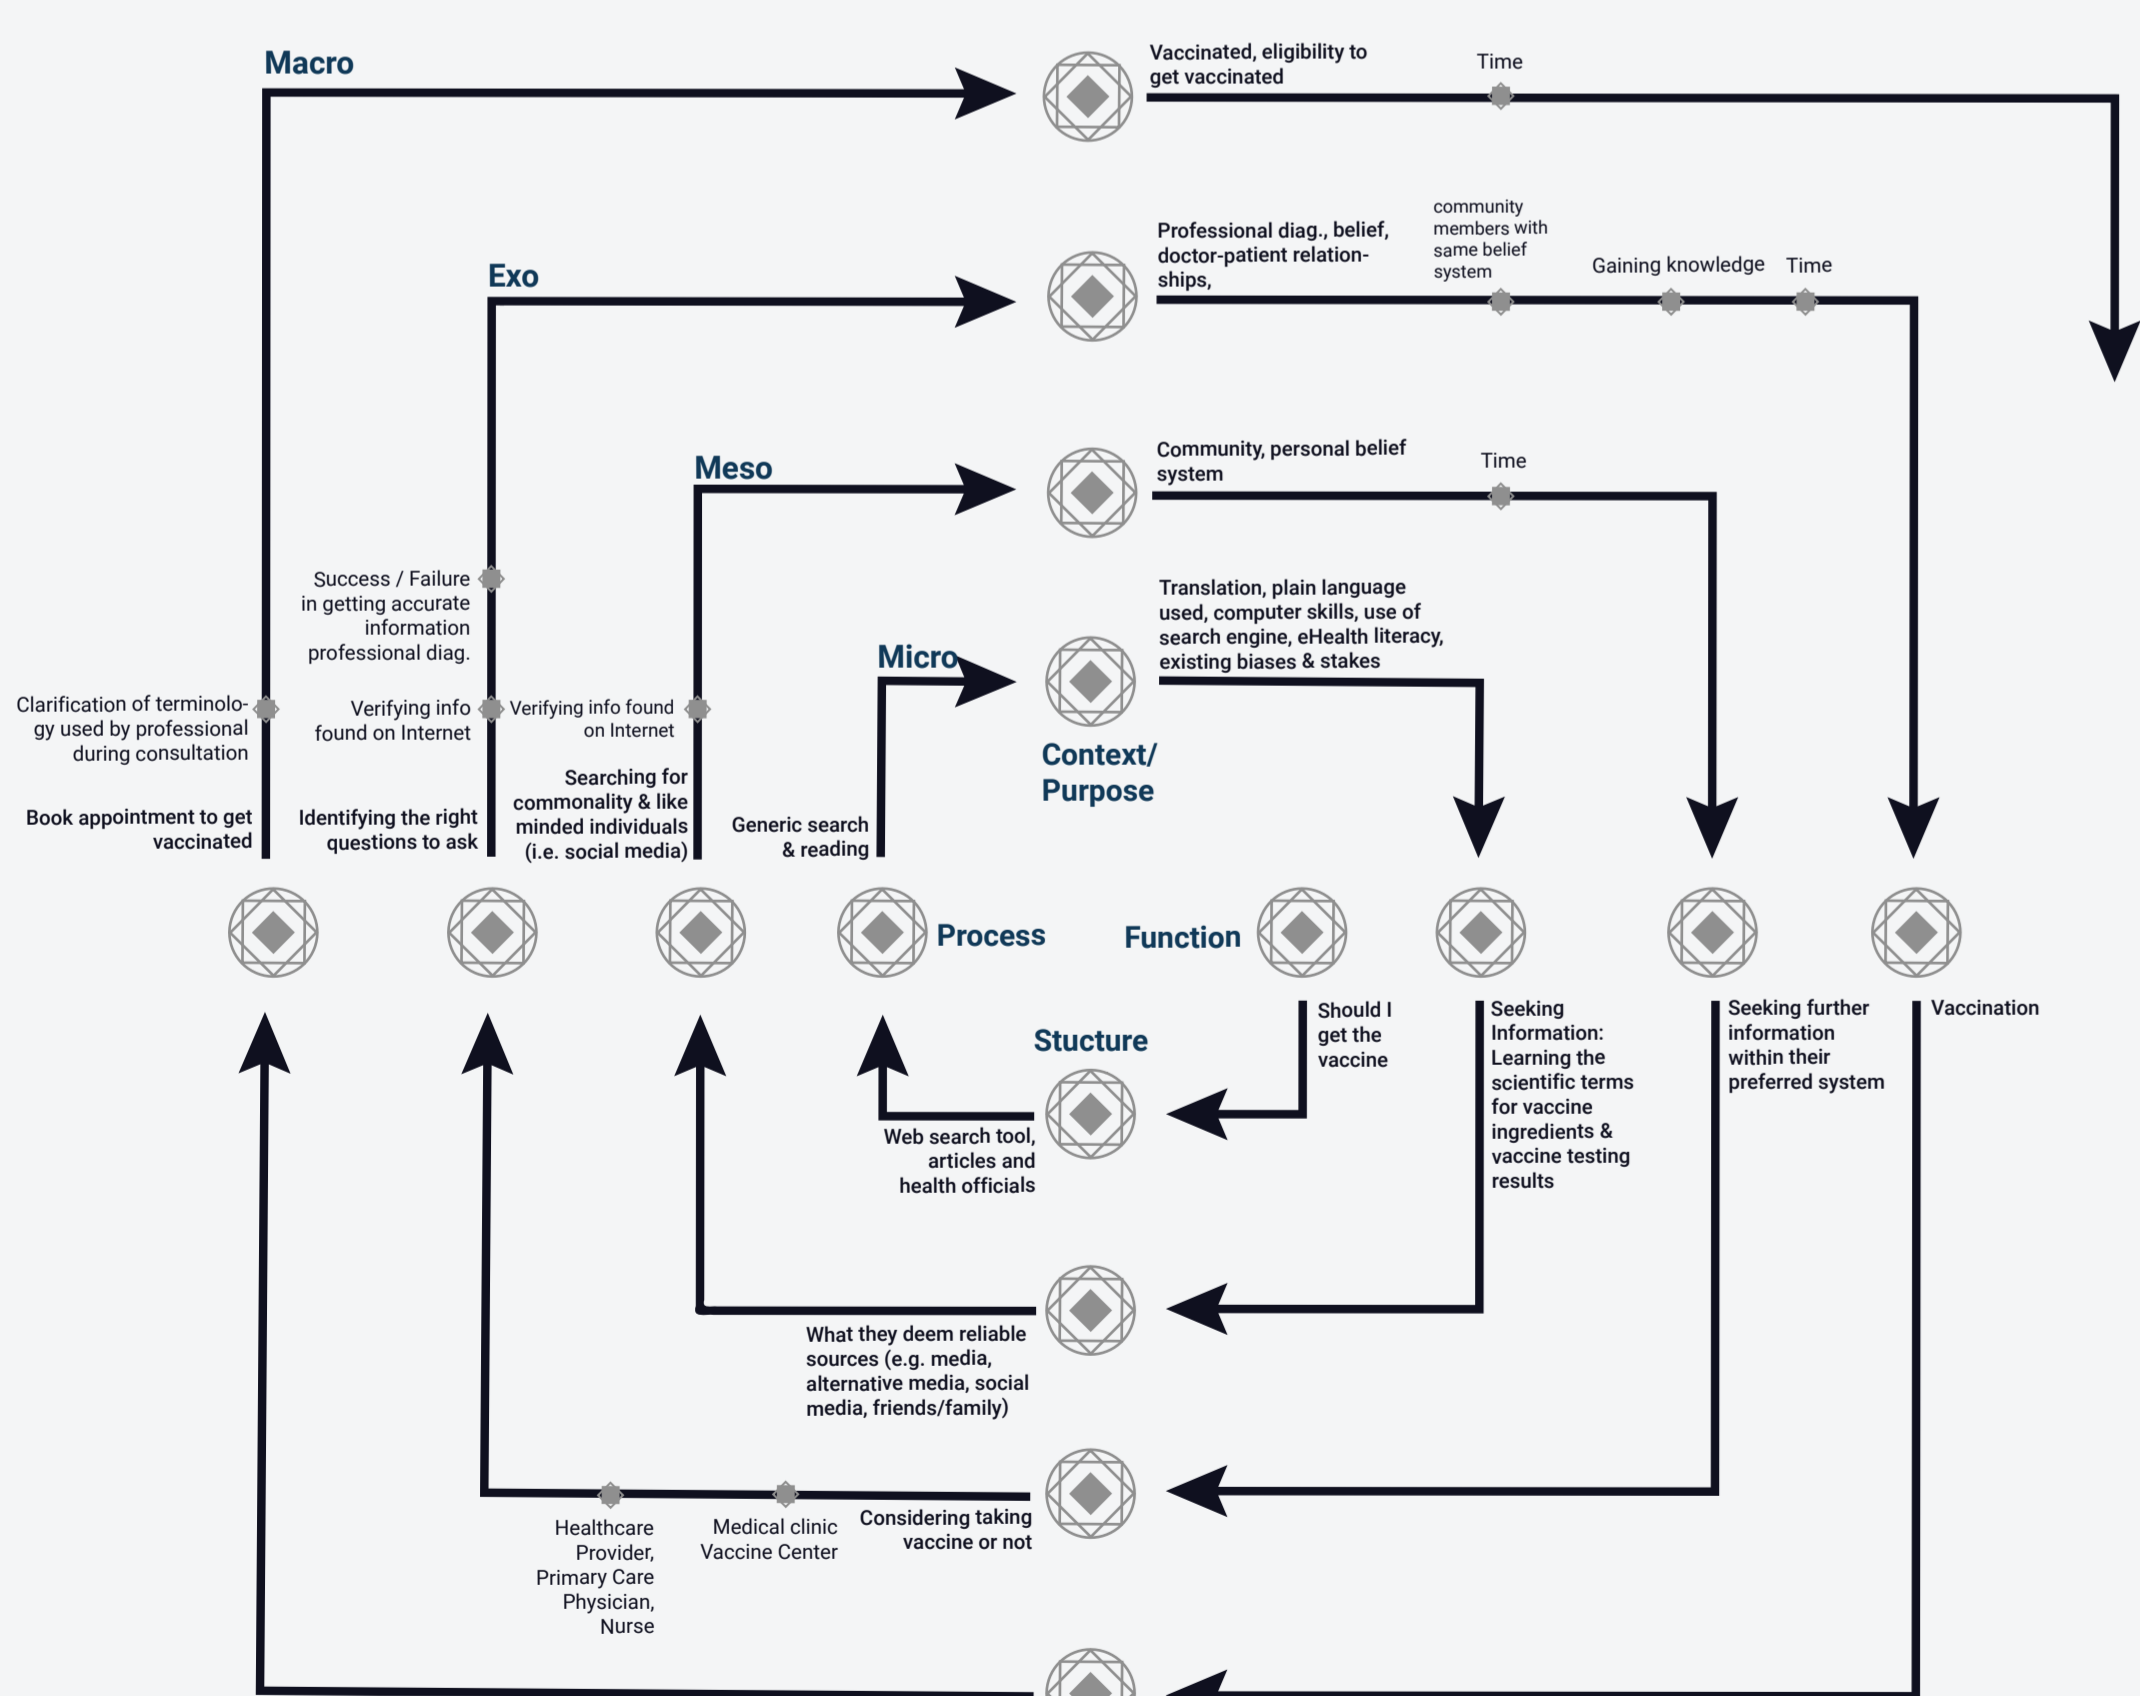 Macro
Vaccinated, eligibility to
get vaccinated
Time
Exo
Professional diag., belief,
doctor-patient relation-
ships,
community
members with
same belief
system
Gaining knowledge
Time
Meso
Community, personal belief
system
Time
Success / Failure
in getting accurate
information
professional diag.
Micro
Translation, plain language
used, computer skills, use of
search engine, eHealth literacy,
existing biases & stakes
Clarification of terminolo-
gy used by professional
during consultation
Verifying info
found on Internet
Verifying info found
on Internet
Context/
Purpose
Book appointment to get
vaccinated
Identifying the right
questions to ask
Searching for
commonality & like
minded individuals
(i.e. social media)
Generic search
& reading
Process
Function
Stucture
Should I
get the
vaccine
Seeking
Information:
Learning the
scientific terms
for vaccine
ingredients &
vaccine testing
results
Seeking further
information
within their
preferred system
Vaccination
Web search tool,
articles and
health officials
What they deem reliable
sources (e.g. media,
alternative media, social
media, friends/family)
Healthcare
Provider,
Primary Care
Physician,
Nurse
Medical clinic
Vaccine Center
Considering taking
vaccine or not